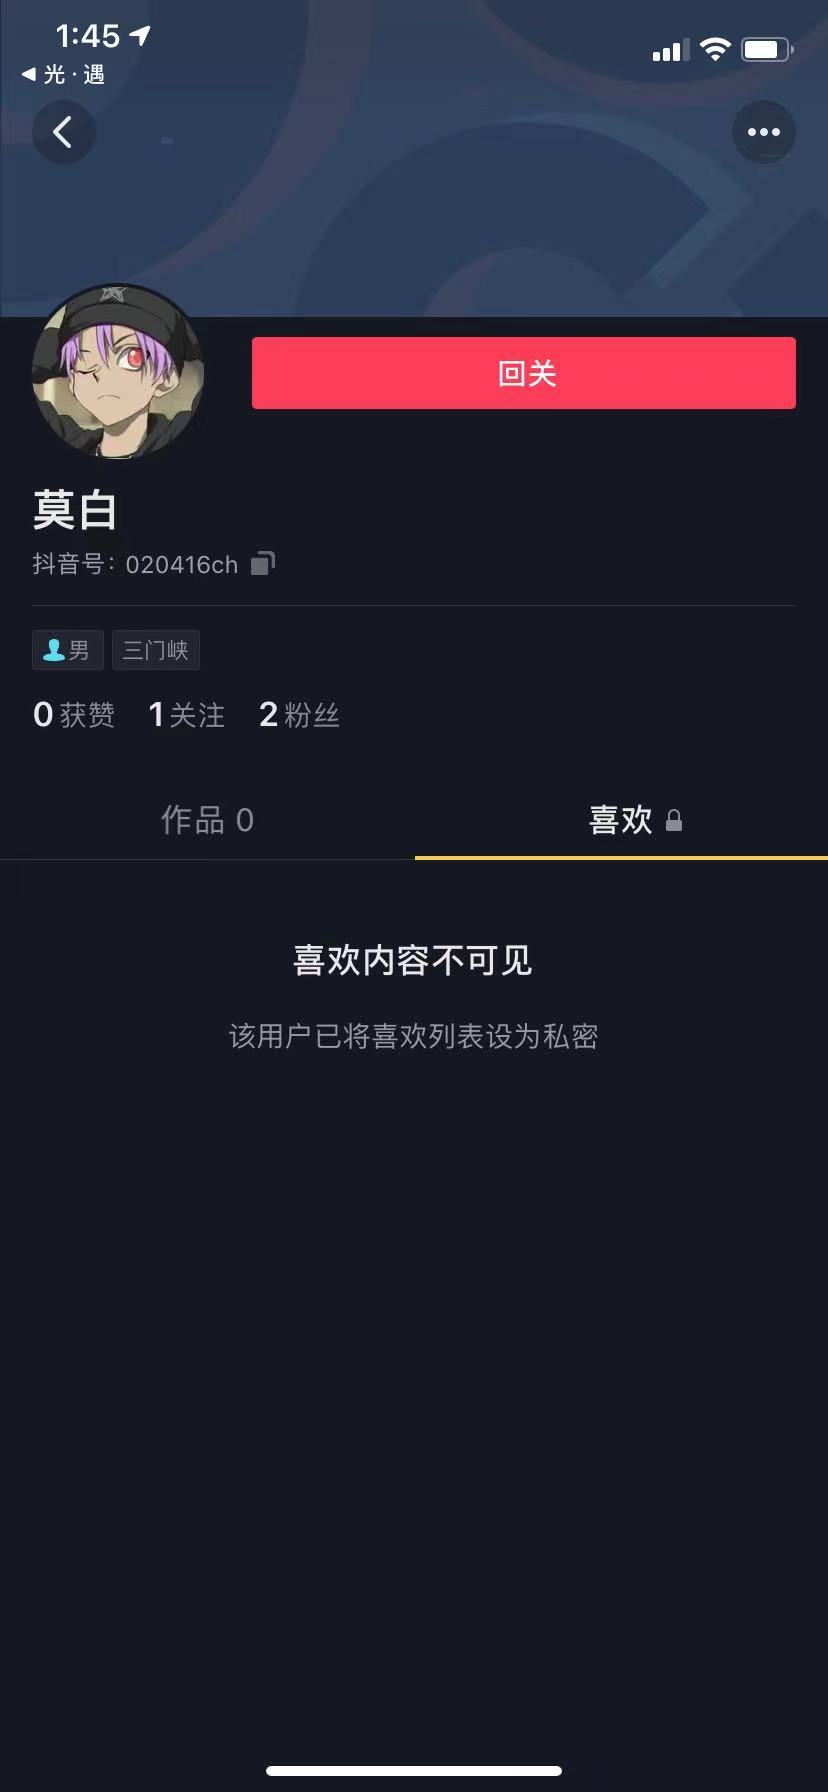 1:45
光·遇
回关
莫白
抖音号：020416ch
男 三门峡
0 获赞 1 关注 2 粉丝
作品 0 喜欢
喜欢内容不可见
该用户已将喜欢列表设为私密